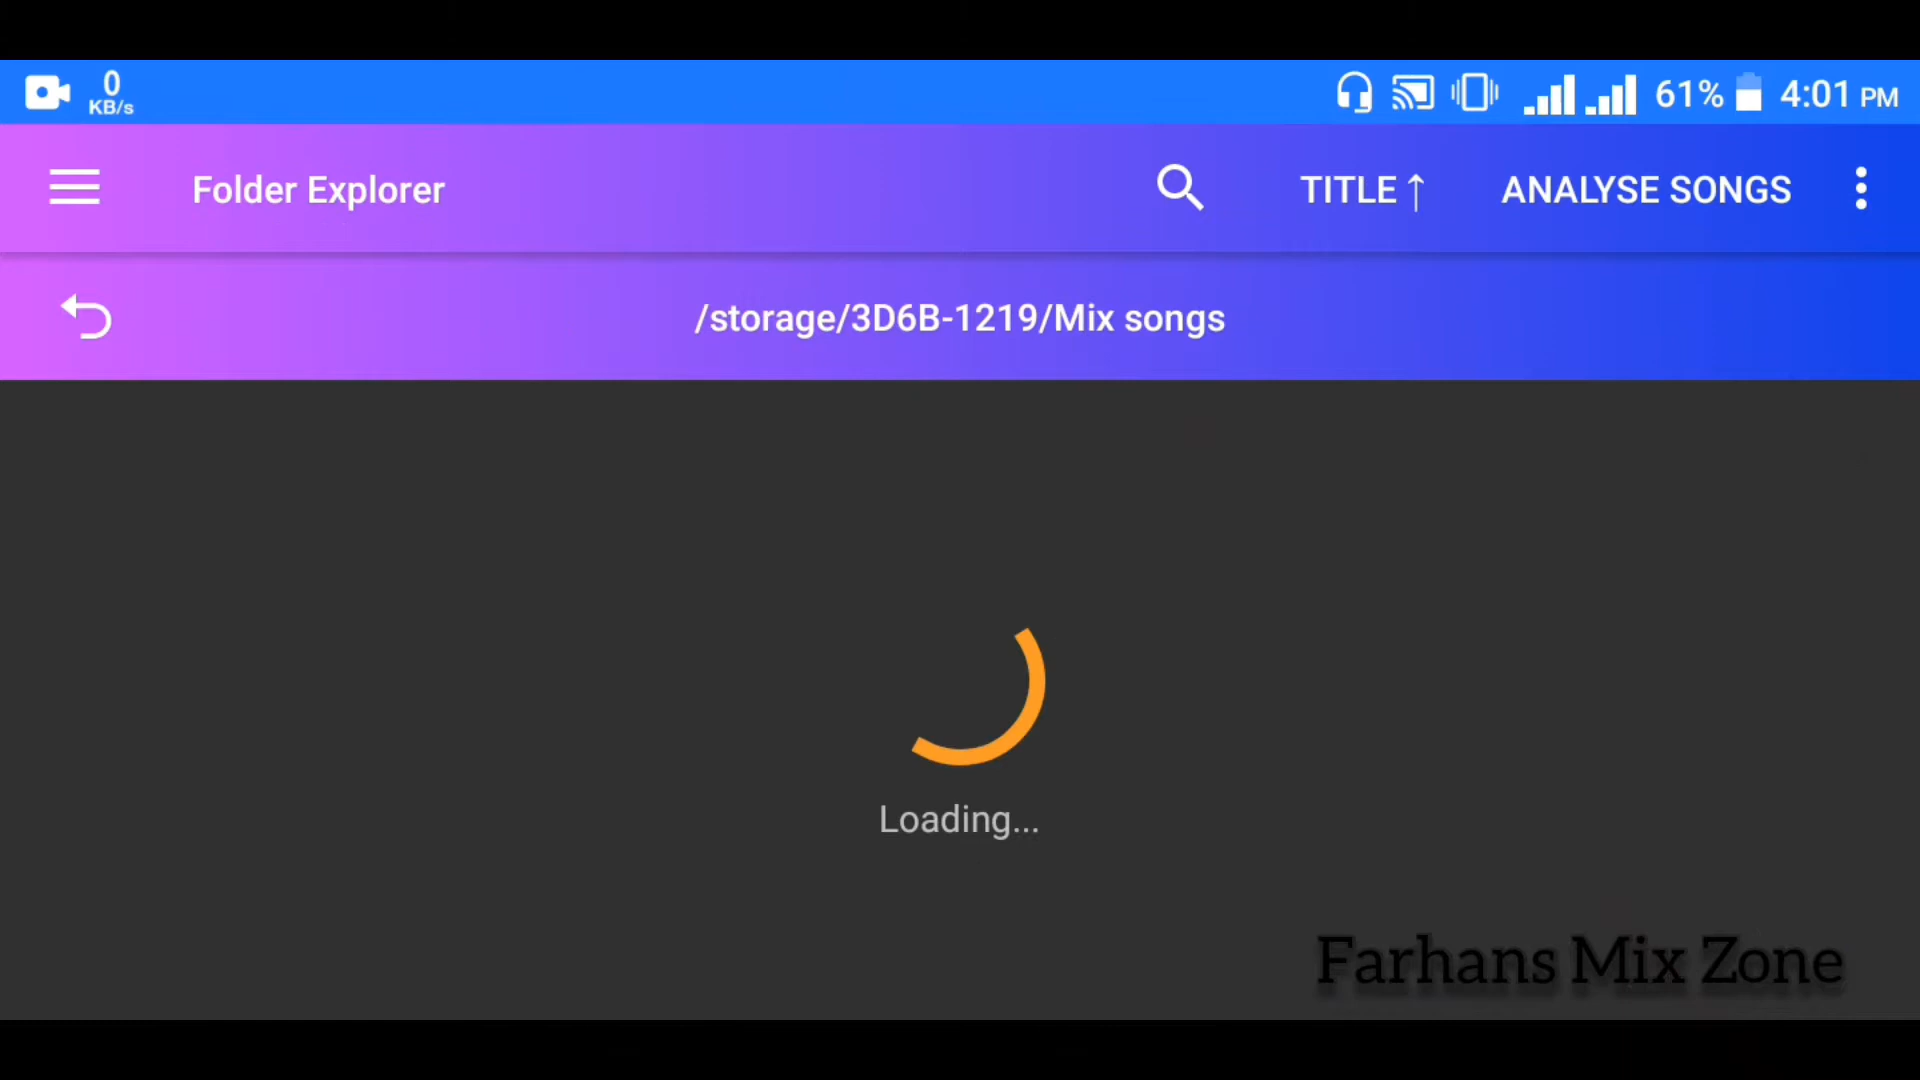 0
KB/s
61%
4:01 PM
Folder Explorer
TITLE ↑
ANALYSE SONGS
/storage/3D6B-1219/Mix songs
Loading...
Farhans Mix Zone